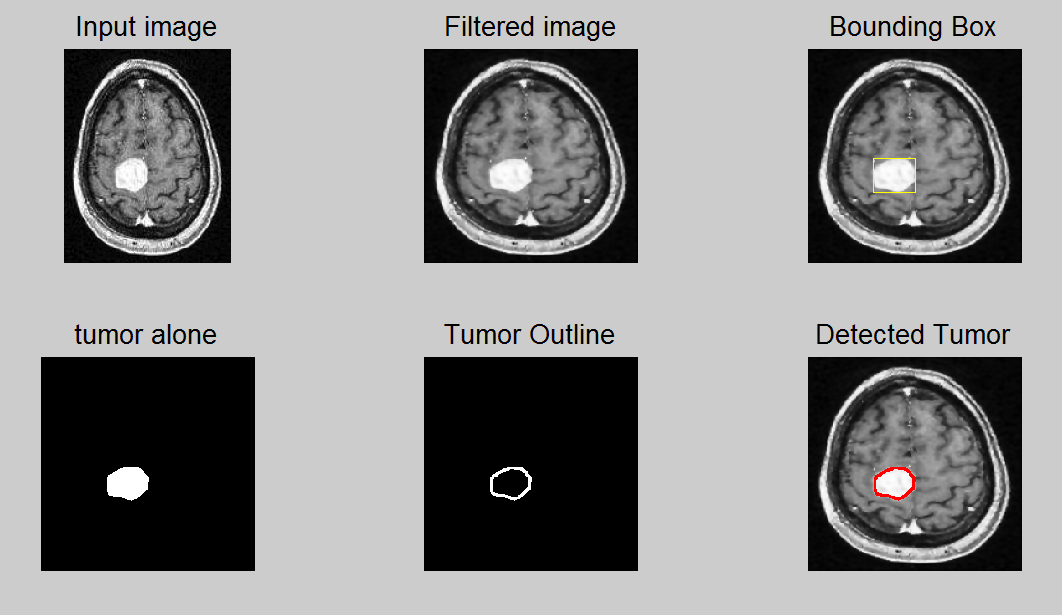 Input image
Filtered image
Bounding Box
tumor alone
Tumor Outline
Detected Tumor